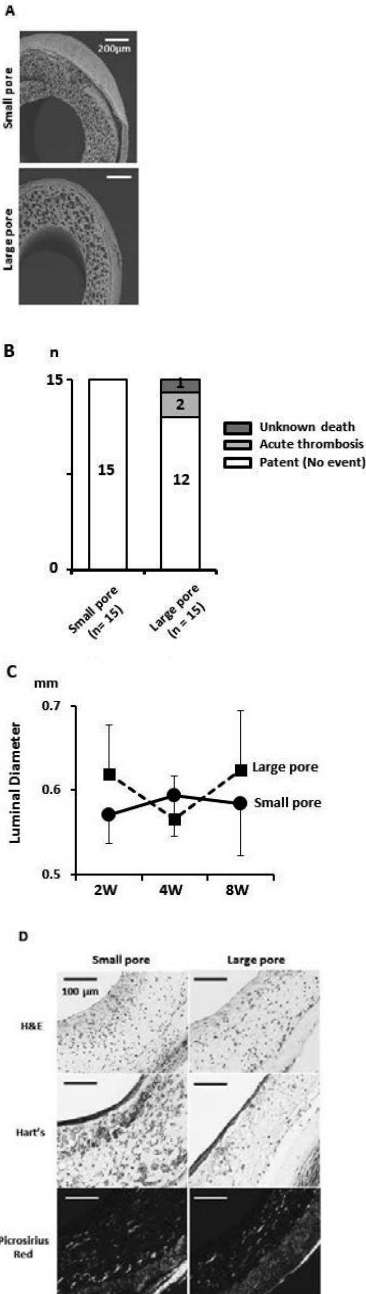 A
Small pore
200µm
Large pore
B
n
15
1
2
15
12
0
Unknown death
Acute thrombosis
Patent (No event)
Small pore
(n= 15)
Large pore
(n = 15)
C
mm
Luminal Diameter
0.7
0.6
0.5
Large pore
Small pore
2W 4W 8W
D
Small pore Large pore
100 µm
H&E
Hart's
Picrosirius
Red